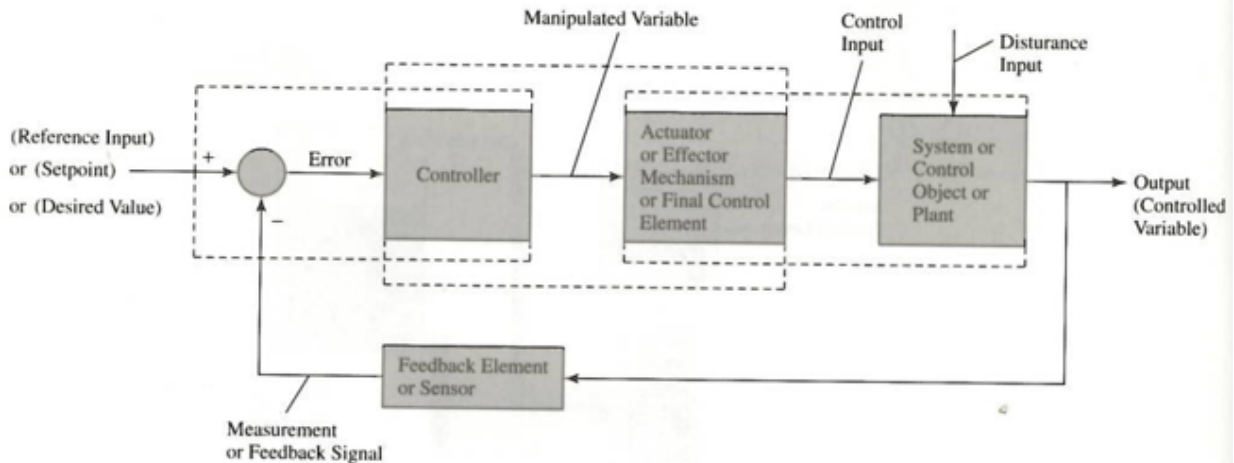 Manipulated Variable
Control
Input
Disturance
Input
(Reference Input)
or (Setpoint)
or (Desired Value)
+
−
Error
Controller
Actuator
or Effector
Mechanism
or Final Control
Element
System or
Control
Object or
Plant
Output
(Controlled
Variable)
Feedback Element
or Sensor
Measurement
or Feedback Signal